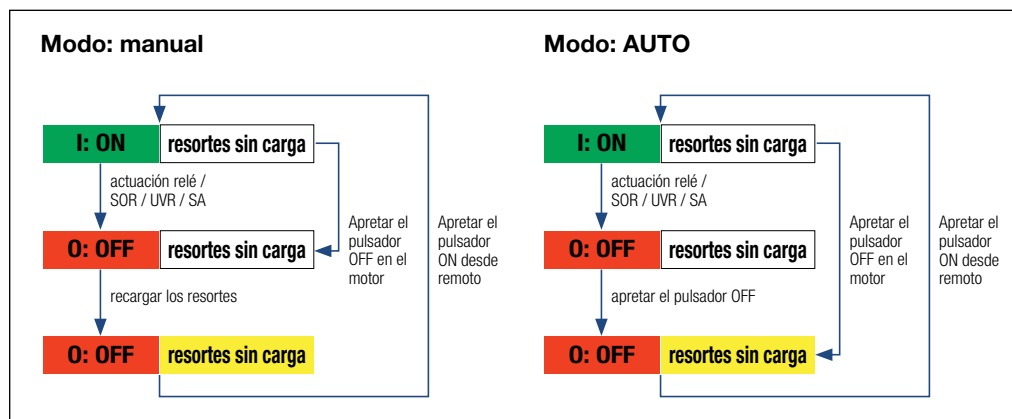 Modo: manual
I: ON
resortes sin carga
actuación relé /
SOR / UVR / SA
O: OFF
resortes sin carga
Apretar el
pulsador
OFF en el
motor
Apretar el
pulsador
ON desde
remoto
recargar los resortes
O: OFF
resortes sin carga
Modo: AUTO
I: ON
resortes sin carga
actuación relé /
SOR / UVR / SA
O: OFF
resortes sin carga
Apretar el
pulsador
OFF en el
motor
Apretar el
pulsador
ON desde
remoto
apretar el pulsador OFF
O: OFF
resortes sin carga